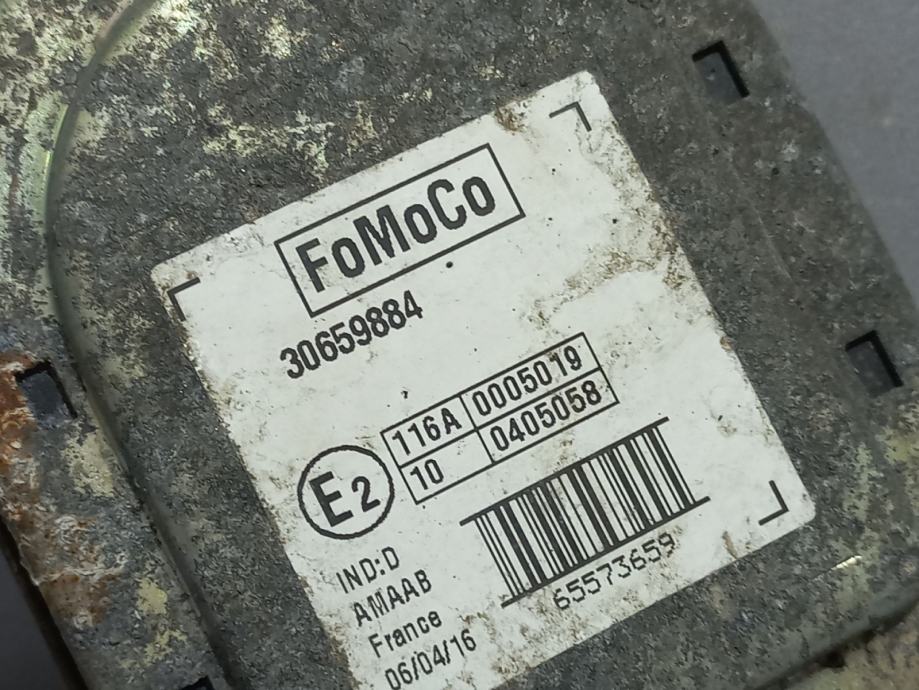 FoMoCo
30659884
116A 0005019
10 0405058
E2
65573659
IND:D
AMAAB
France
06/04/16